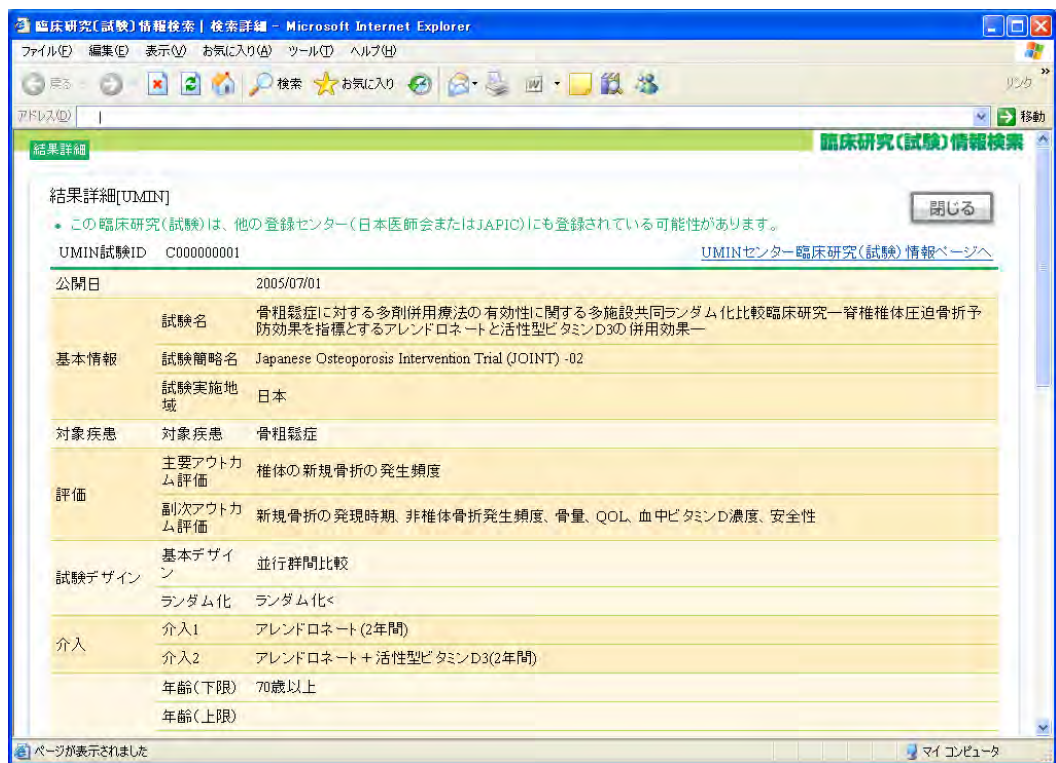 臨床研究(試験)情報検索 | 検索詳細 - Microsoft Internet Explorer
ファイル(F) 編集(E) 表示(V) お気に入り(A) ツール(T) ヘルプ(H)
戻る 検索 お気に入り リンク »
アドレス(D) 移動
結果詳細 臨床研究(試験)情報検索
結果詳細[UMIN]
閉じる
• この臨床研究(試験)は、他の登録センター(日本医師会またはJAPIC)にも登録されている可能性があります。
UMIN試験ID C000000001 UMINセンター臨床研究(試験)情報ページへ
公開日 2005/07/01
基本情報
試験名 骨粗鬆症に対する多剤併用療法の有効性に関する多施設共同ランダム化比較臨床研究―脊椎椎体圧迫骨折予
防効果を指標とするアレンドロネートと活性型ビタミンD3の併用効果―
試験簡略名 Japanese Osteoporosis Intervention Trial (JOINT) -02
試験実施地
域 日本
対象疾患 対象疾患 骨粗鬆症
評価
主要アウトカ
ム評価 椎体の新規骨折の発生頻度
副次アウトカ
ム評価 新規骨折の発現時期、非椎体骨折発生頻度、骨量、QOL、血中ビタミンD濃度、安全性
試験デザイン
基本デザイ
ン 並行群間比較
ランダム化 ランダム化<
介入
介入1 アレンドロネート(2年間)
介入2 アレンドロネート+活性型ビタミンD3(2年間)
年齢(下限) 70歳以上
年齢(上限)
ページが表示されました マイ コンピュータ